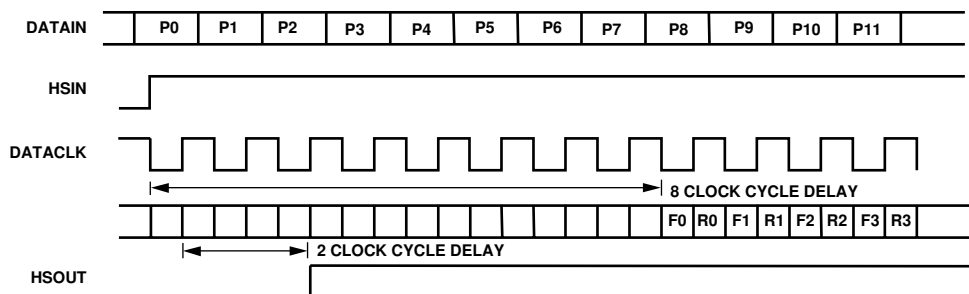 DATAIN P0 P1 P2 P3 P4 P5 P6 P7 P8 P9 P10 P11
HSIN
DATACLK
8 CLOCK CYCLE DELAY
F0 R0 F1 R1 F2 R2 F3 R3
2 CLOCK CYCLE DELAY
HSOUT